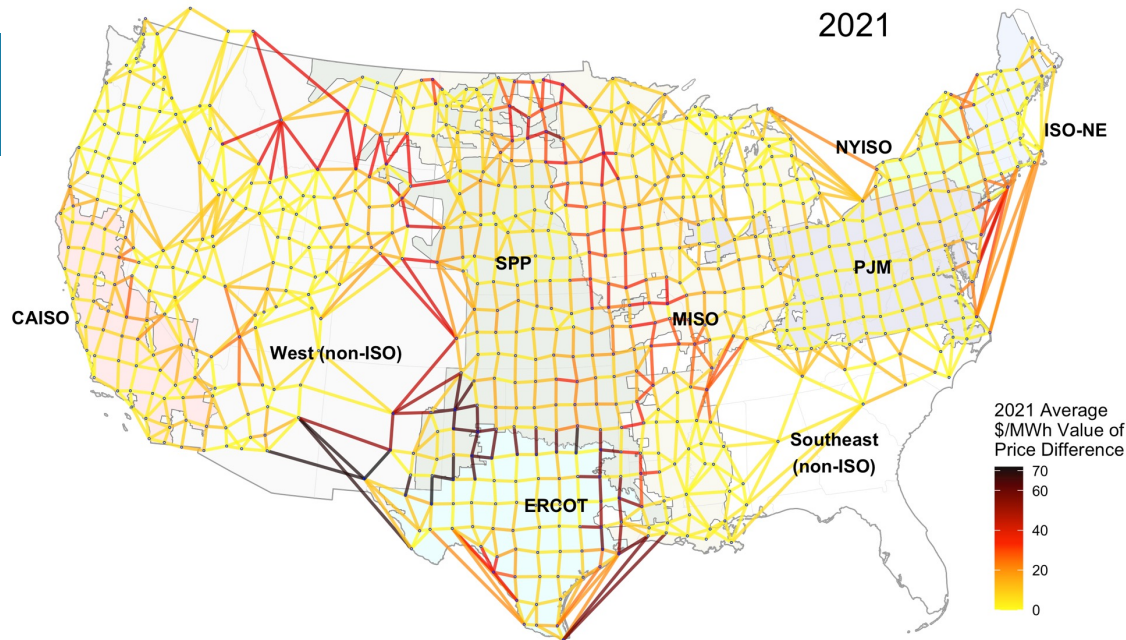 2021
NYISO
ISO-NE
SPP
PJM
CAISO
MISO
West (non-ISO)
2021 Average
$/MWh Value of
Price Difference
Southeast
(non-ISO)
70
60
ERCOT
40
20
0